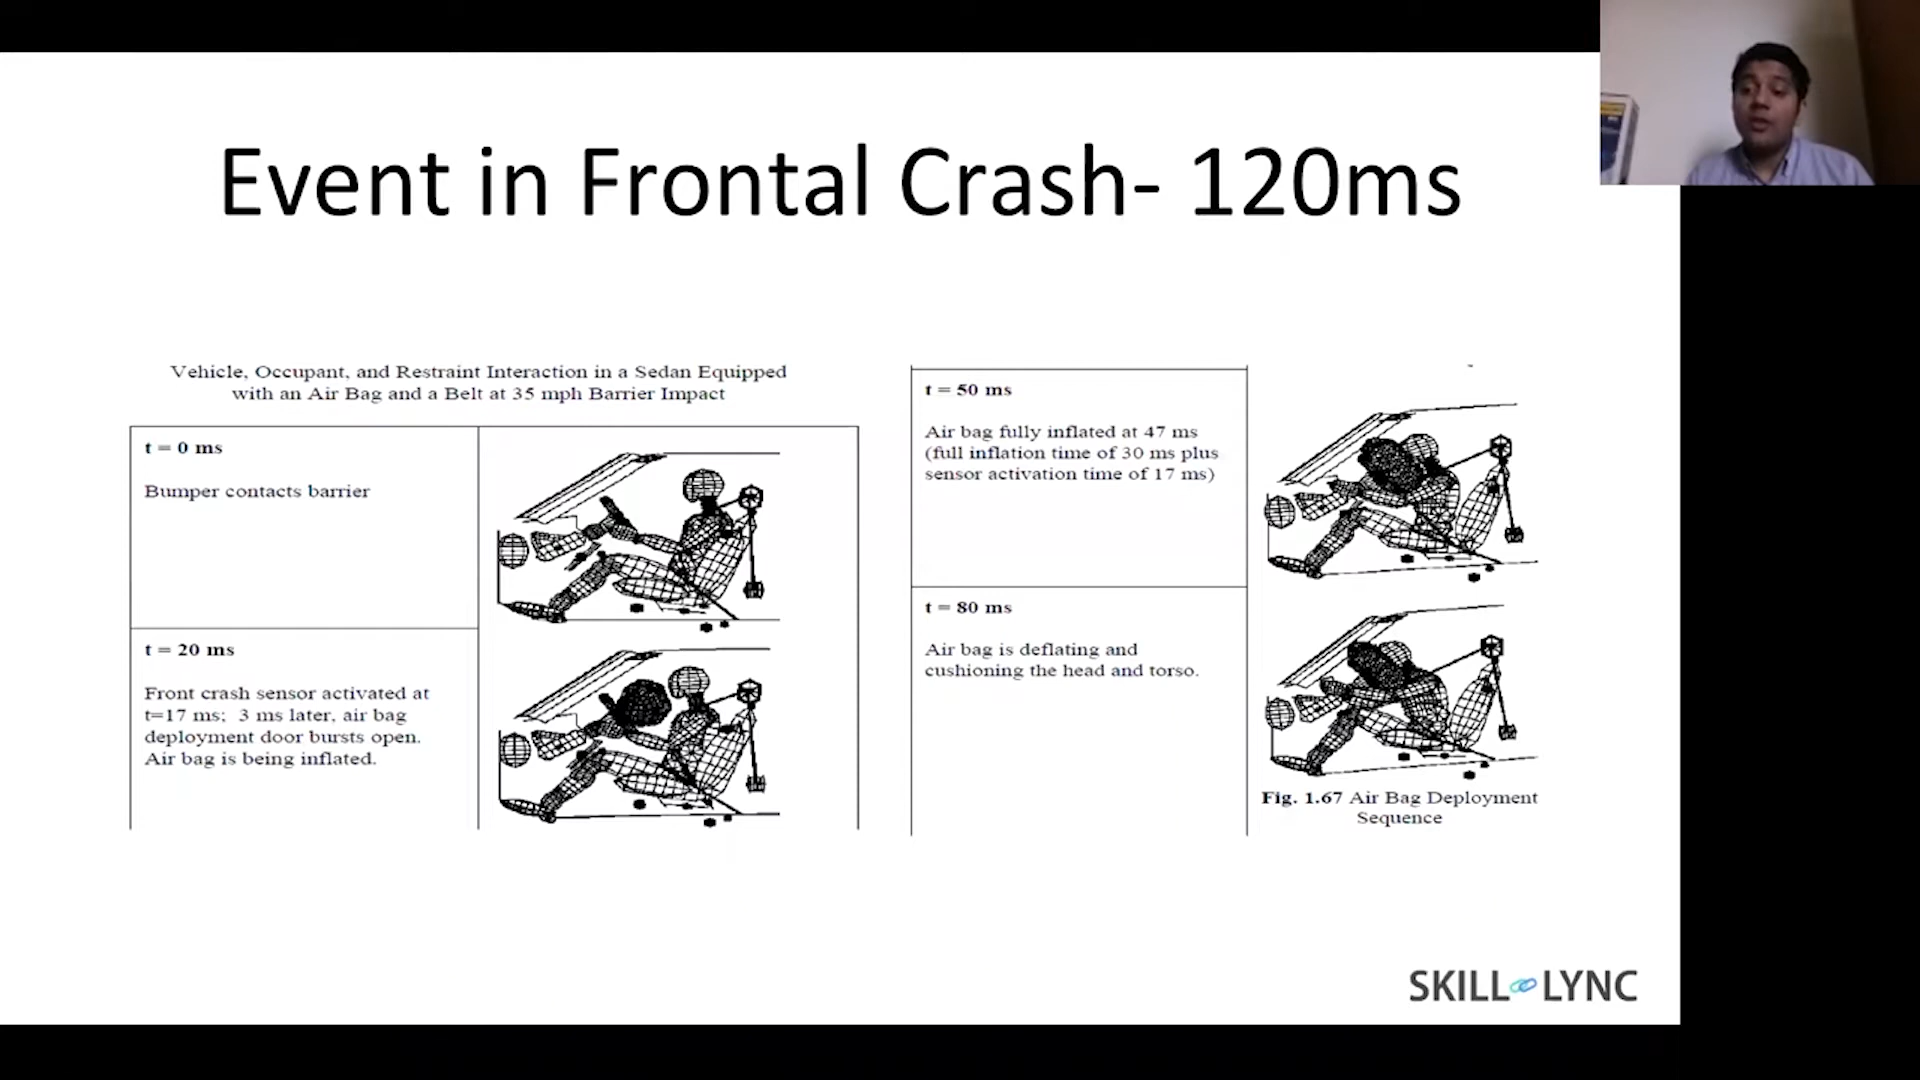 Event in Frontal Crash- 120ms
Vehicle, Occupant, and Restraint Interaction in a Sedan Equipped
with an Air Bag and a Belt at 35 mph Barrier Impact
t = 0 ms
Bumper contacts barrier
t = 20 ms
Front crash sensor activated at
t=17 ms; 3 ms later, air bag
deployment door bursts open.
Air bag is being inflated.
t = 50 ms
Air bag fully inflated at 47 ms
(full inflation time of 30 ms plus
sensor activation time of 17 ms)
t = 80 ms
Air bag is deflating and
cushioning the head and torso.
Fig. 1.67 Air Bag Deployment
Sequence
SKILL LYNC